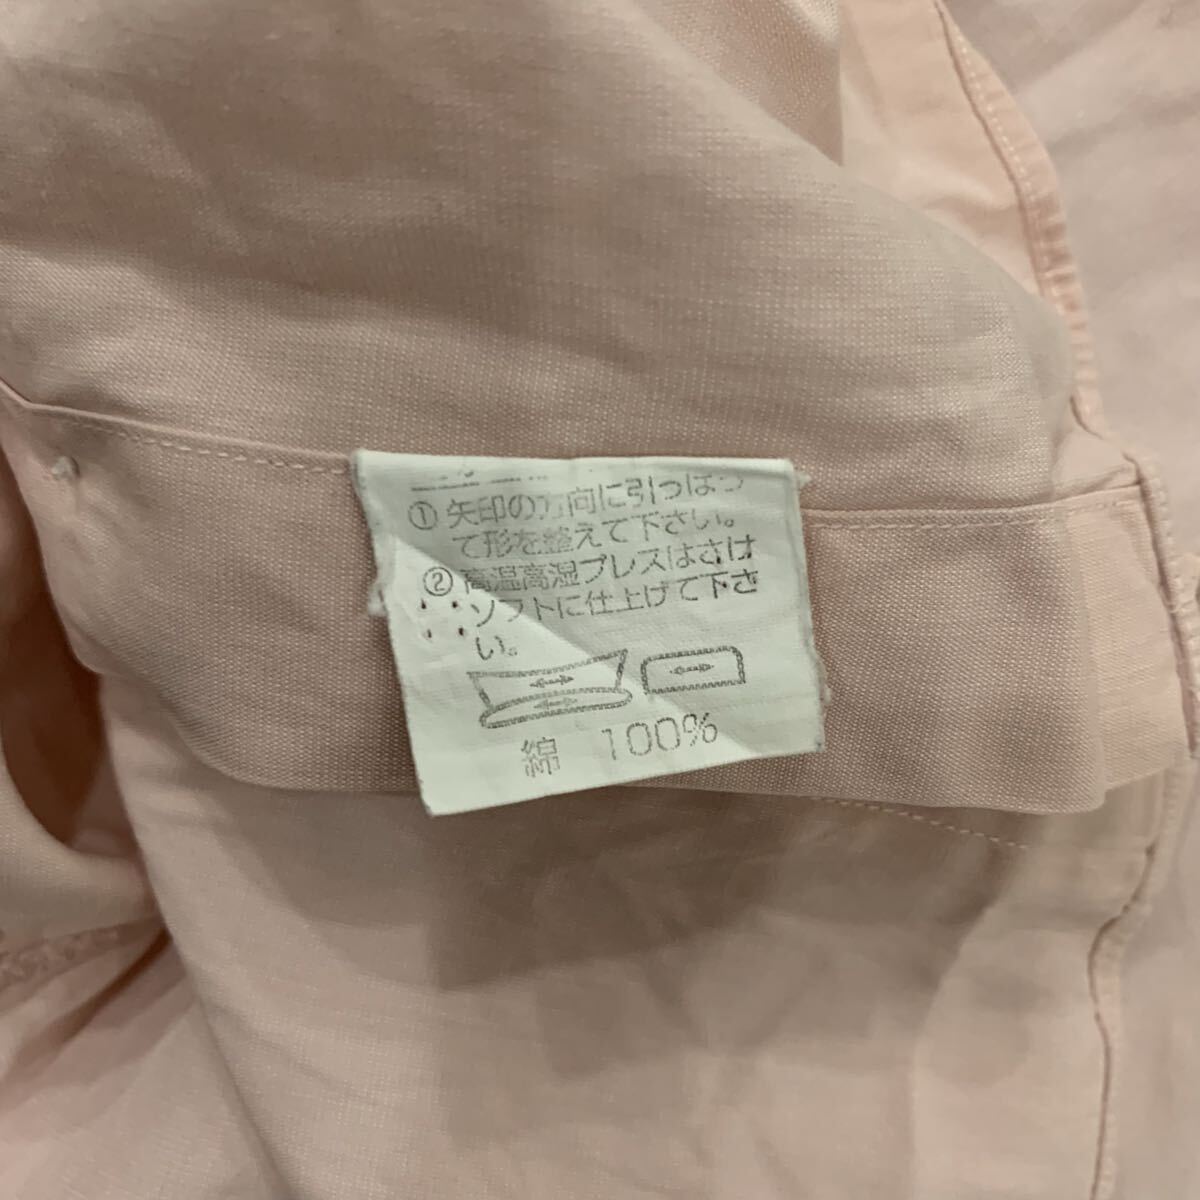 ① 矢印の方向に引っぱっ
て形を整えて下さい。
② 高温高湿プレスはさけ
ソフトに仕上げて下さ
い。
綿 100%